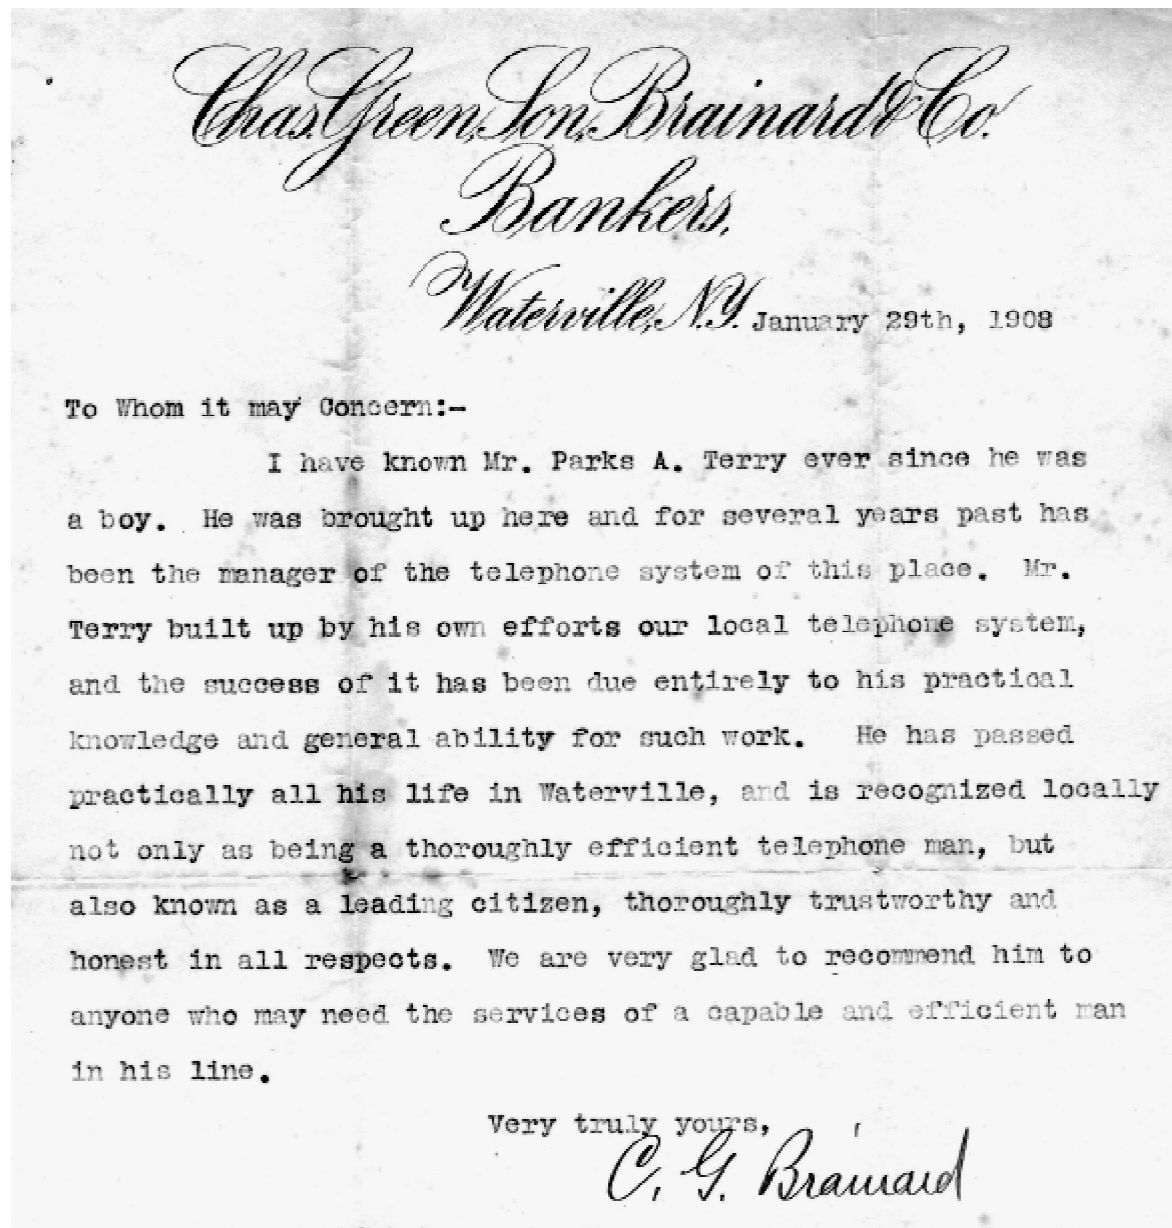 Chas. Green, Son, Brainard & Co.
Bankers,
Waterville, N.Y. January 29th, 1908
To Whom it may Concern:-
I have known Mr. Parks A. Terry ever since he was
a boy. He was brought up here and for several years past has
been the manager of the telephone system of this place. Mr.
Terry built up by his own efforts our local telephone system,
and the success of it has been due entirely to his practical
knowledge and general ability for such work. He has passed
practically all his life in Waterville, and is recognized locally
not only as being a thoroughly efficient telephone man, but
also known as a leading citizen, thoroughly trustworthy and
honest in all respects. We are very glad to recommend him to
anyone who may need the services of a capable and efficient man
in his line.
Very truly yours,
C. G. Brainard